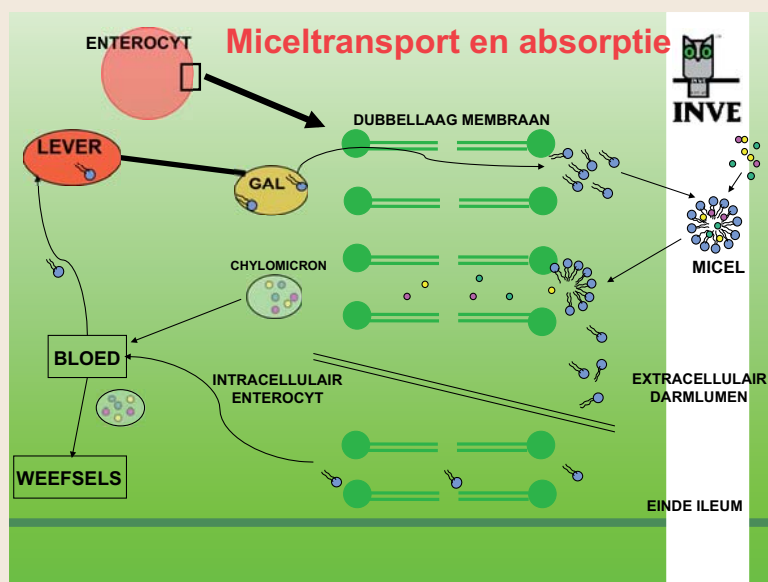 Miceltransport en absorptie
ENTEROCYT
INVE
DUBBELLAAG MEMBRAAN
LEVER
GAL
MICEL
CHYLOMICRON
BLOED
INTRACELLULAIR
ENTEROCYT
EXTRACELLULAIR
DARMLUMEN
WEEFSELS
EINDE ILEUM